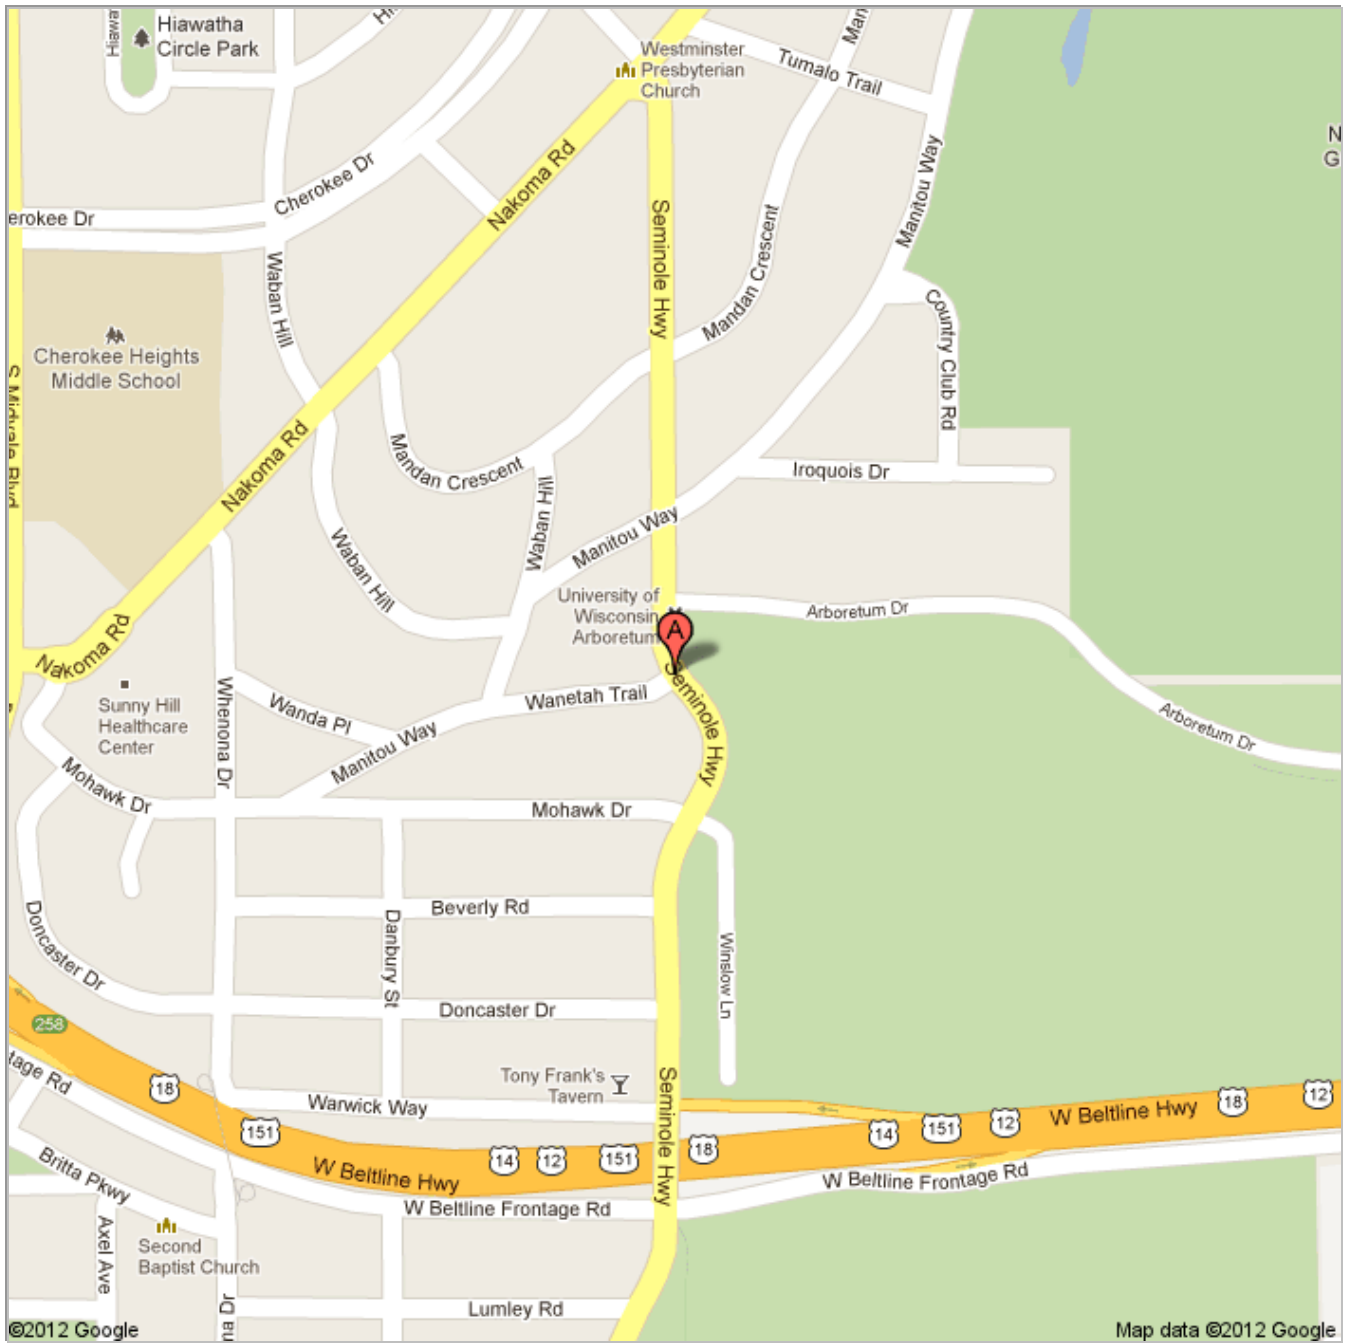 Hiawatha
Circle Park
Westminster
Presbyterian
Church
Tumalo Trail
Cherokee Dr
Nakoma Rd
Manitou Way
erokee Dr
Seminole Hwy
Mandan Crescent
Waban Hill
Country Club Rd
Cherokee Heights
Middle School
S Midvale Blvd
Nakoma Rd
Mandan Crescent
Iroquois Dr
Waban Hill
Manitou Way
Waban Hill
University of
Wisconsin
Arboretum
A
Arboretum Dr
Nakoma Rd
Sunny Hill
Healthcare
Center
Whenona Dr
Wanda Pl
Wanetah Trail
Seminole Hwy
Arboretum Dr
Manitou Way
Mohawk Dr
Mohawk Dr
Beverly Rd
Danbury St
Doncaster Dr
Winslow Ln
Doncaster Dr
258
tage Rd
18
151
Tony Frank's
Tavern
Warwick Way
Seminole Hwy
W Beltline Hwy
14
12
151
18
14
151
12
W Beltline Hwy
18
12
W Beltline Frontage Rd
W Beltline Frontage Rd
Britta Pkwy
Axel Ave
Second
Baptist Church
na Dr
Lumley Rd
©2012 Google
Map data ©2012 Google